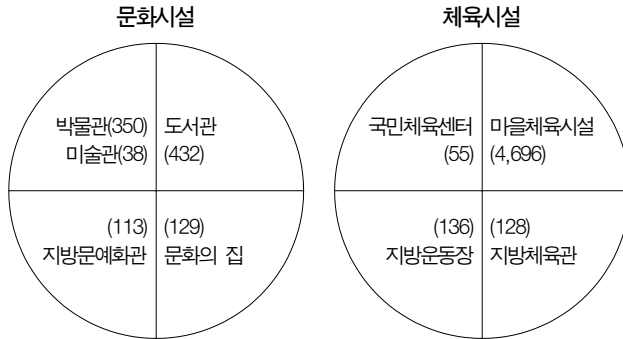 문화시설
박물관(350)
미술관(38)
도서관
(432)
(113)
지방문예화관
(129)
문화의 집
체육시설
국민체육센터
(55)
마을체육시설
(4,696)
(136)
지방운동장
(128)
지방체육관